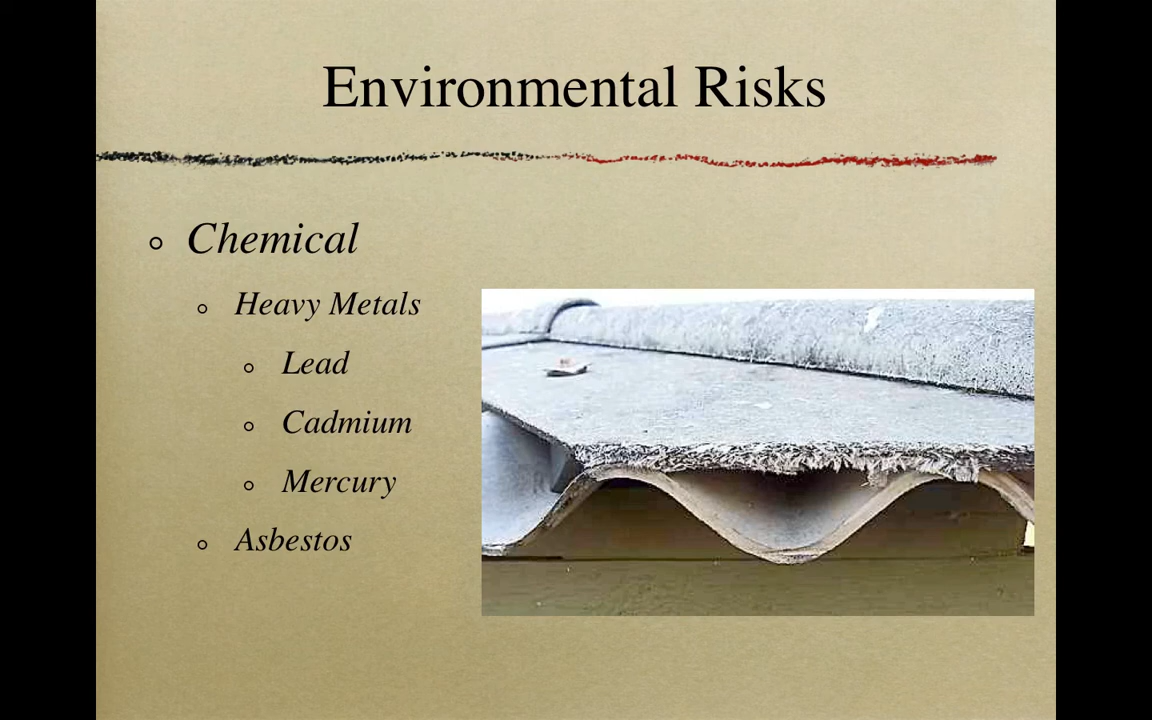 Environmental Risks
Chemical
Heavy Metals
Lead
Cadmium
Mercury
Asbestos